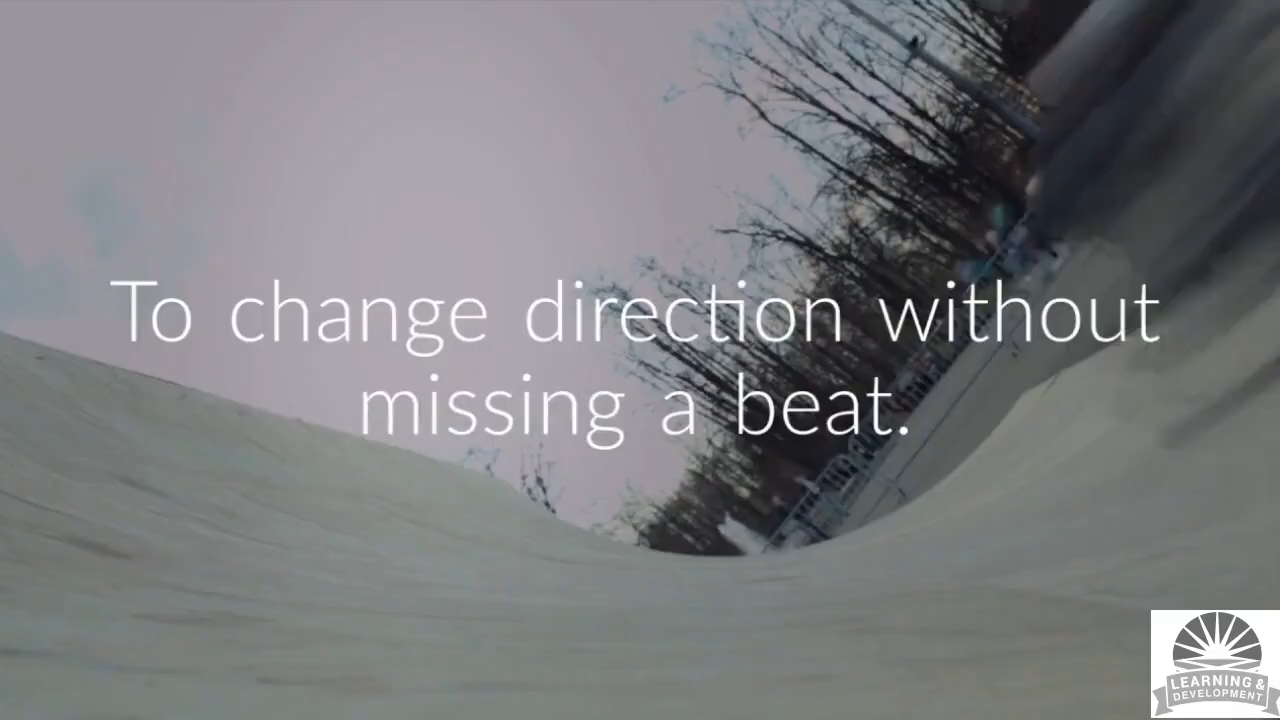 To change direction without
missing a beat.
LEARNING &
DEVELOPMENT